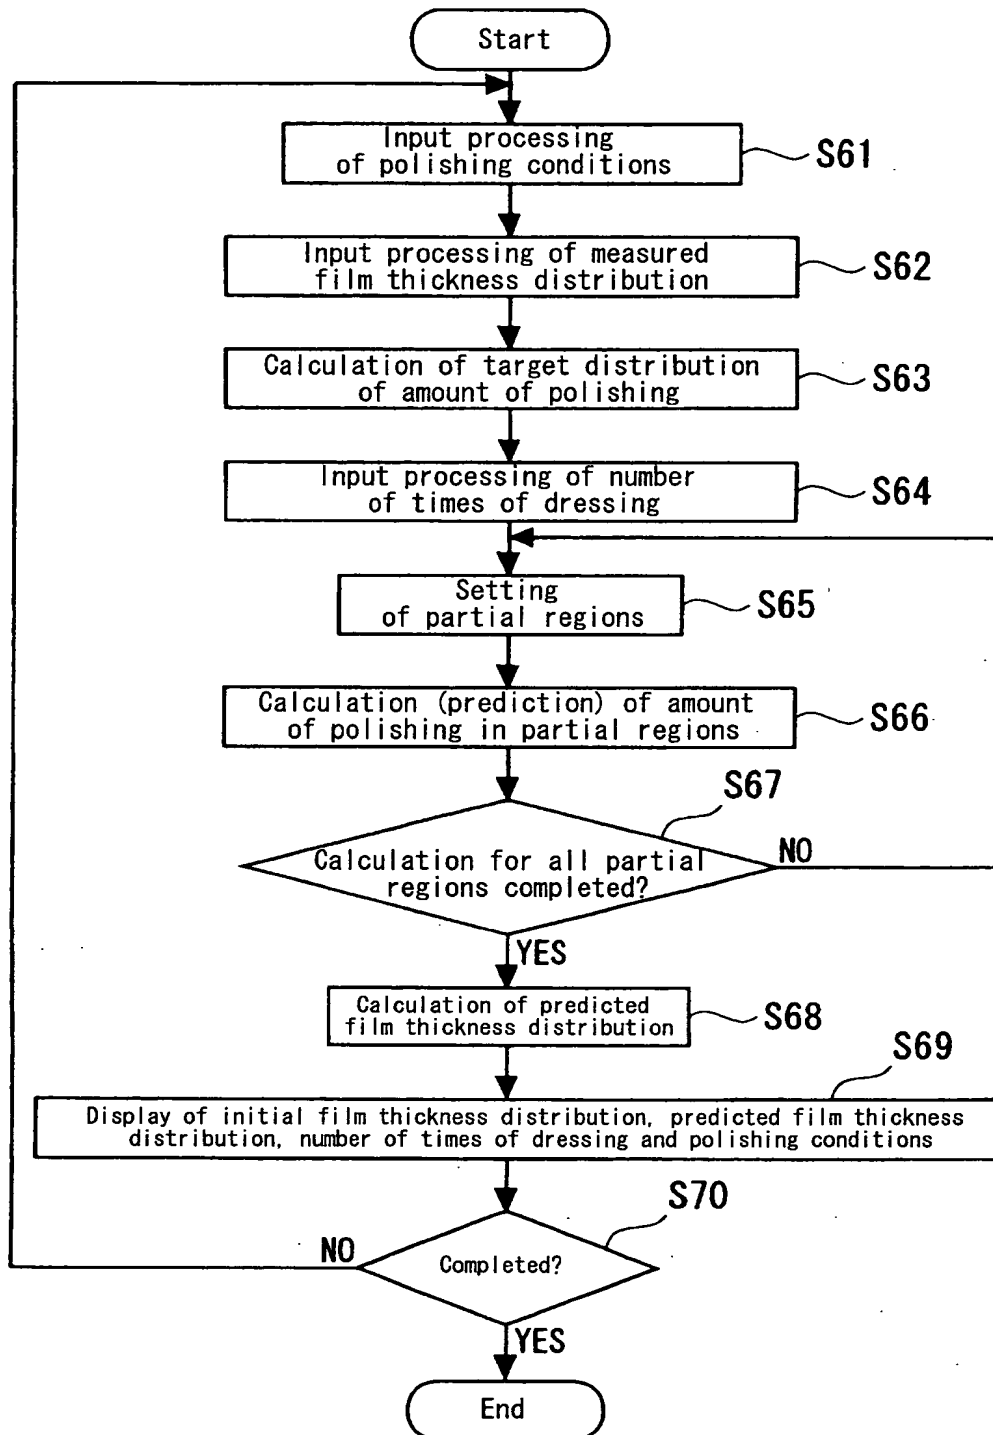 Start
Input processing
of polishing conditions
S61
Input processing of measured
film thickness distribution
S62
Calculation of target distribution
of amount of polishing
S63
Input processing of number
of times of dressing
S64
Setting
of partial regions
S65
Calculation (prediction) of amount
of polishing in partial regions
S66
S67
Calculation for all partial
regions completed?
NO
YES
Calculation of predicted
film thickness distribution
S68
S69
Display of initial film thickness distribution, predicted film thickness
distribution, number of times of dressing and polishing conditions
S70
NO
Completed?
YES
End